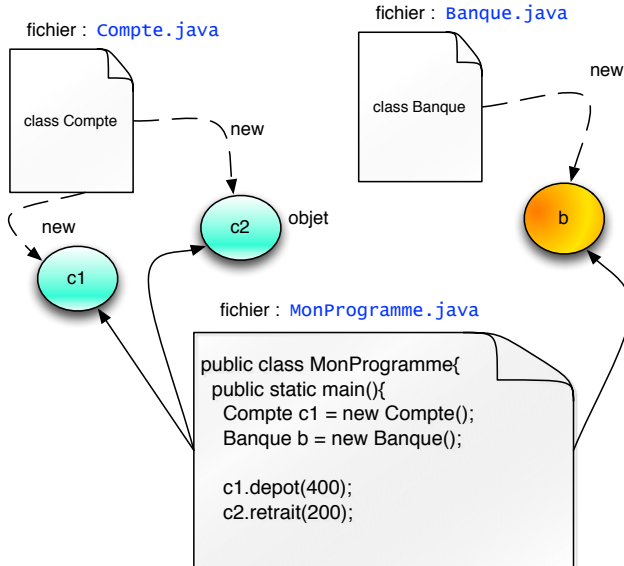 fichier : Compte.java
class Compte
new
new
c1
c2
objet
fichier : Banque.java
class Banque
new
b
fichier : MonProgramme.java
public class MonProgramme{
public static main(){
Compte c1 = new Compte();
Banque b = new Banque();
c1.depot(400);
c2.retrait(200);